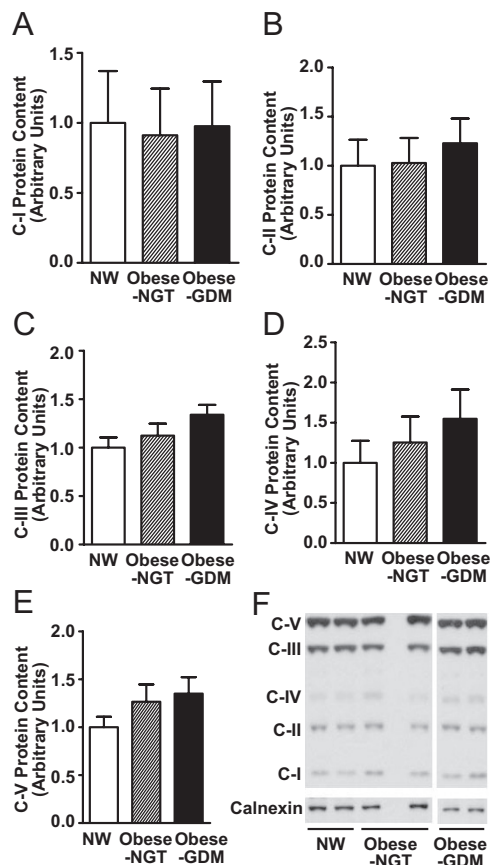 A
C-I Protein Content
(Arbitrary Units)
1.5
1.0
0.5
0.0
NW
Obese
-NGT
Obese
-GDM
B
C-II Protein Content
(Arbitrary Units)
2.0
1.5
1.0
0.5
0.0
NW
Obese
-NGT
Obese
-GDM
C
C-III Protein Content
(Arbitrary Units)
2.0
1.5
1.0
0.5
0.0
NW
Obese
-NGT
Obese
-GDM
D
C-IV Protein Content
(Arbitrary Units)
2.5
2.0
1.5
1.0
0.5
0.0
NW
Obese
-NGT
Obese
-GDM
E
C-V Protein Content
(Arbitrary Units)
2.0
1.5
1.0
0.5
0.0
NW
Obese
-NGT
Obese
-GDM
F
C-V
C-III
C-IV
C-II
C-I
Calnexin
NW
Obese
-NGT
Obese
-GDM